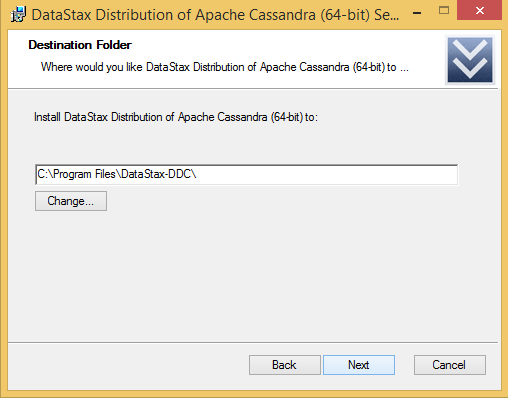 DataStax Distribution of Apache Cassandra (64-bit) Se...
Destination Folder
Where would you like DataStax Distribution of Apache Cassandra (64-bit) to ...
Install DataStax Distribution of Apache Cassandra (64-bit) to:
C:\Program Files\DataStax-DDC\
Change...
Back Next Cancel